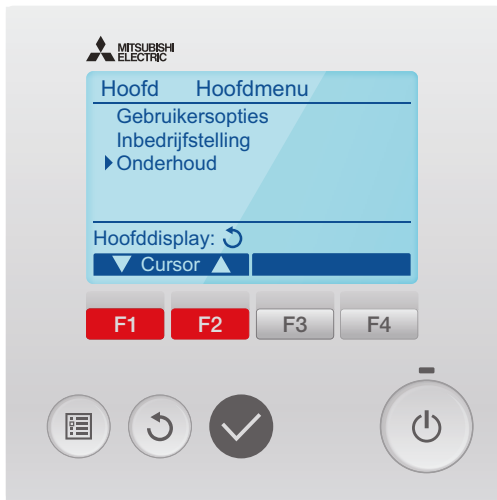 MITSUBISHI
ELECTRIC
Hoofd Hoofdmenu
Gebruikersopties
Inbedrijfstelling
Onderhoud
Hoofddisplay:
Cursor
F1 F2 F3 F4